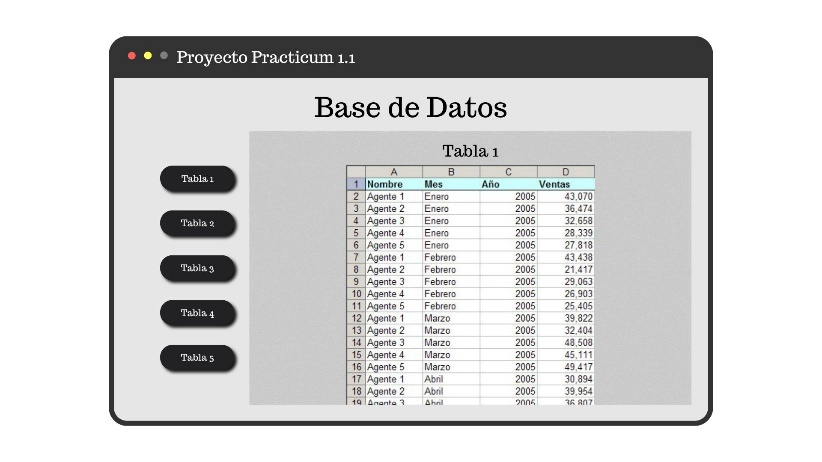 Proyecto Practicum 1.1
Base de Datos
Tabla 1
Tabla 2
Tabla 3
Tabla 4
Tabla 5
Tabla 1
A B C D
1 Nombre Mes Año Ventas
2 Agente 1 Enero 2005 43,070
3 Agente 2 Enero 2005 36,474
4 Agente 3 Enero 2005 32,658
5 Agente 4 Enero 2005 28,339
6 Agente 5 Enero 2005 27,818
7 Agente 1 Febrero 2005 43,438
8 Agente 2 Febrero 2005 21,417
9 Agente 3 Febrero 2005 29,063
10 Agente 4 Febrero 2005 26,903
11 Agente 5 Febrero 2005 25,405
12 Agente 1 Marzo 2005 39,822
13 Agente 2 Marzo 2005 32,404
14 Agente 3 Marzo 2005 48,508
15 Agente 4 Marzo 2005 45,111
16 Agente 5 Marzo 2005 49,417
17 Agente 1 Abril 2005 30,894
18 Agente 2 Abril 2005 39,954
19 Agente 3 Abril 2005 36,807